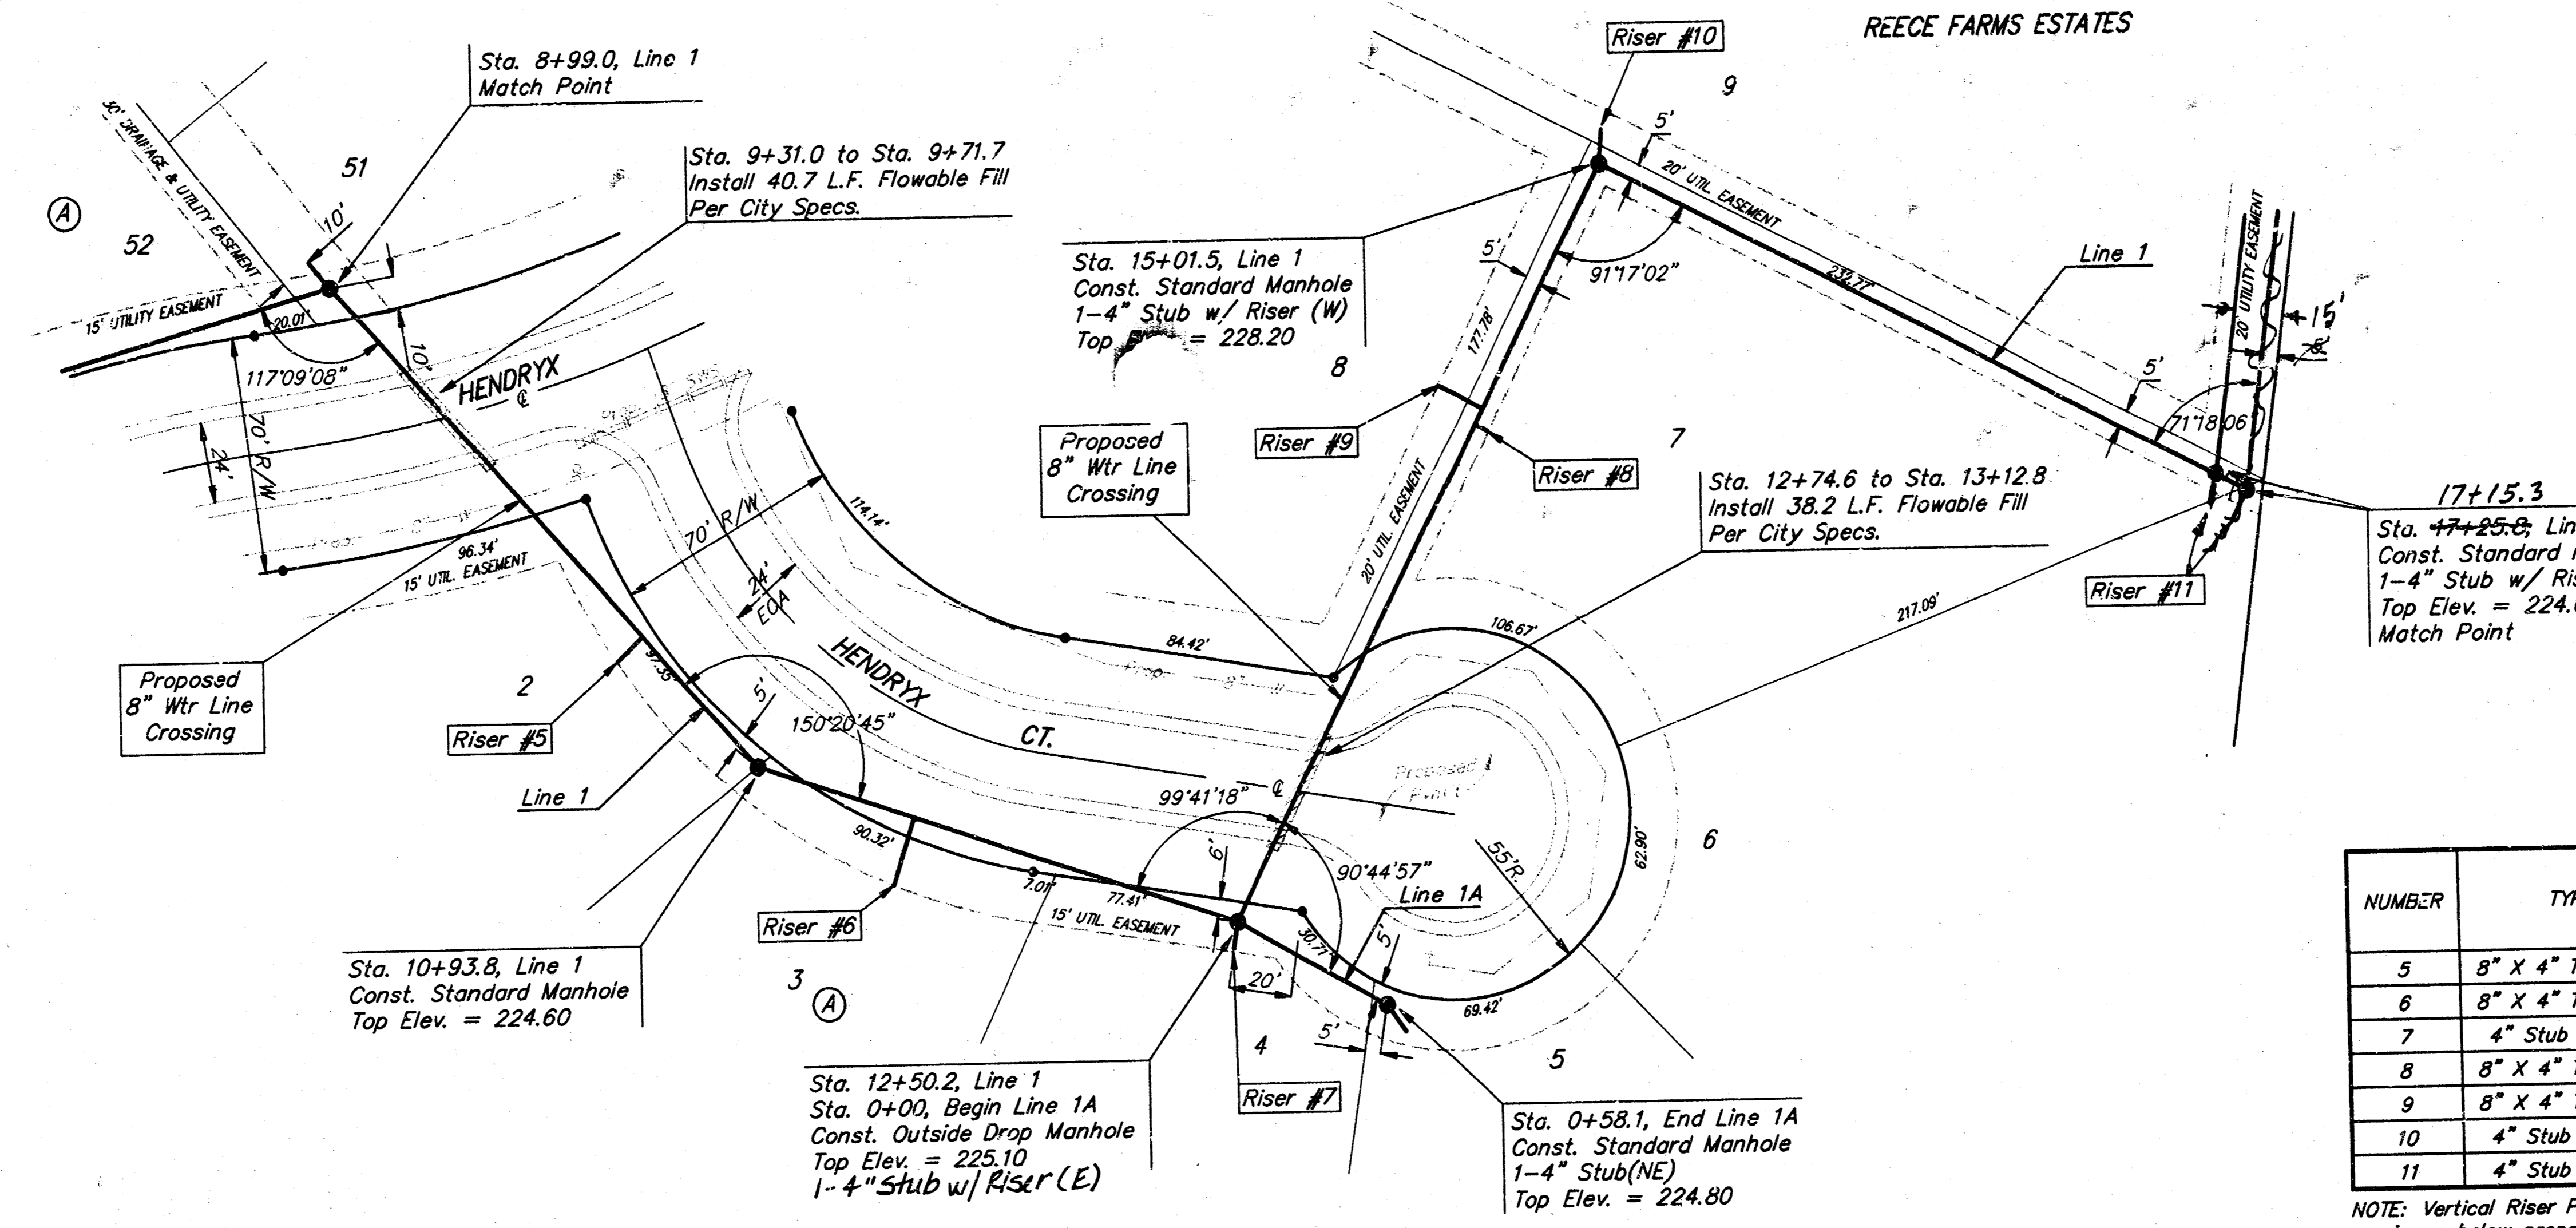 REECE FARMS ESTATES
Riser #10
9
Sta. 8+99.0, Line 1
Match Point
Sta. 9+31.0 to Sta. 9+71.7
Install 40.7 L.F. Flowable Fill
Per City Specs.
30' DRAINAGE & UTILITY EASEMENT
51
A
52
10'
15' UTILITY EASEMENT
20.01'
117°09'08"
10'
HENDRYX
℄
70' R/W
24'
5'
20' UTIL. EASEMENT
91°17'02"
232.77'
Line 1
20' UTILITY EASEMENT
15'
5'
5'
71°18'06"
Sta. 15+01.5, Line 1
Const. Standard Manhole
1-4" Stub w/ Riser (W)
Top = 228.20
5'
177.78'
8
Riser #9
Riser #8
7
Proposed
8" Wtr Line
Crossing
20' UTIL. EASEMENT
Sta. 12+74.6 to Sta. 13+12.8
Install 38.2 L.F. Flowable Fill
Per City Specs.
17+15.3
Sta. 17+25.8, Lin
Const. Standard
1-4" Stub w/ Ris
Top Elev. = 224.
Match Point
Riser #11
217.09'
96.34'
15' UTIL. EASEMENT
114.14'
70' R/W
24'
EOA
84.42'
106.67'
Proposed
8" Wtr Line
Crossing
2
Riser #5
Line 1
5'
150°20'45"
HENDRYX
CT.
℄
Proposed
99°41'18"
90°44'57"
6
62.90'
55'R.
Line 1A
90.32'
7.01'
77.41'
15' UTIL. EASEMENT
6'
30.71'
5'
20'
69.42'
5'
Riser #6
3
A
4
5
Riser #7
Sta. 10+93.8, Line 1
Const. Standard Manhole
Top Elev. = 224.60
Sta. 12+50.2, Line 1
Sta. 0+00, Begin Line 1A
Const. Outside Drop Manhole
Top Elev. = 225.10
1-4" Stub w/ Riser (E)
Sta. 0+58.1, End Line 1A
Const. Standard Manhole
1-4" Stub(NE)
Top Elev. = 224.80
NUMBER TY
5 8" X 4" T
6 8" X 4" T
7 4" Stub
8 8" X 4"
9 8" X 4"
10 4" Stub
11 4" Stub
NOTE: Vertical Riser